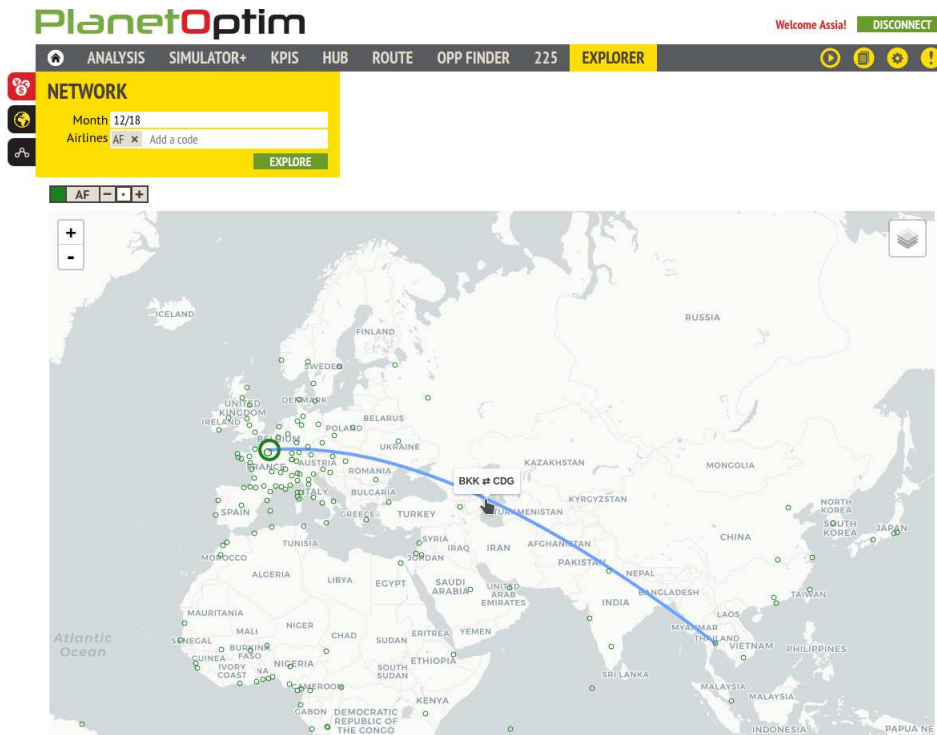 PlanetOptim
Welcome Assia!
DISCONNECT
ANALYSIS SIMULATOR+ KPIS HUB ROUTE OPP FINDER 225 EXPLORER
NETWORK
Month 12/18
Airlines AF × Add a code
EXPLORE
AF − · +
+
-
ICELAND
RUSSIA
FINLAND
SWEDEN
UNITED
KINGDOM
DENMARK
IRELAND
BELARUS
POLAND
BELGIUM
UKRAINE
FRANCE
AUSTRIA
KAZAKHSTAN
MONGOLIA
ROMANIA
BKK ⇄ CDG
ITALY
BULGARIA
KYRGYZSTAN
SPAIN
GREECE
TURKEY
TURKMENISTAN
NORTH
KOREA
SOUTH
KOREA
JAPAN
CHINA
TUNISIA
SYRIA
IRAQ
IRAN
AFGHANISTAN
MOROCCO
JORDAN
PAKISTAN
NEPAL
ALGERIA
LIBYA
EGYPT
SAUDI
ARABIA
UNITED
ARAB
EMIRATES
BANGLADESH
INDIA
TAIWAN
MAURITANIA
LAOS
MYANMAR
Atlantic
Ocean
SENEGAL
MALI
NIGER
CHAD
SUDAN
ERITREA
YEMEN
THAILAND
VIETNAM
PHILIPPINES
BURKINA
FASO
GUINEA
IVORY
COAST
NIGERIA
ETHIOPIA
SOUTH
SUDAN
SRI LANKA
CAMEROON
MALAYSIA
MALAYSIA
KENYA
GABON
DEMOCRATIC
REPUBLIC OF
THE CONGO
INDONESIA
PAPUA NE